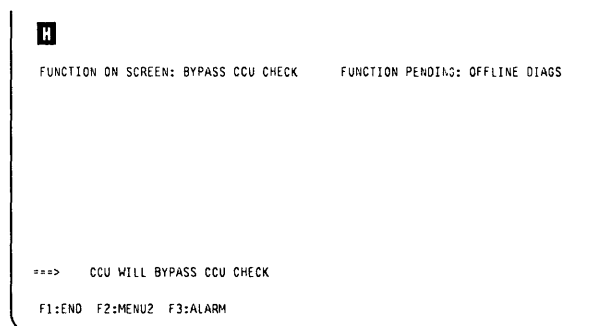 H
FUNCTION ON SCREEN: BYPASS CCU CHECK FUNCTION PENDING: OFFLINE DIAGS
===> CCU WILL BYPASS CCU CHECK
F1:END F2:MENU2 F3:ALARM